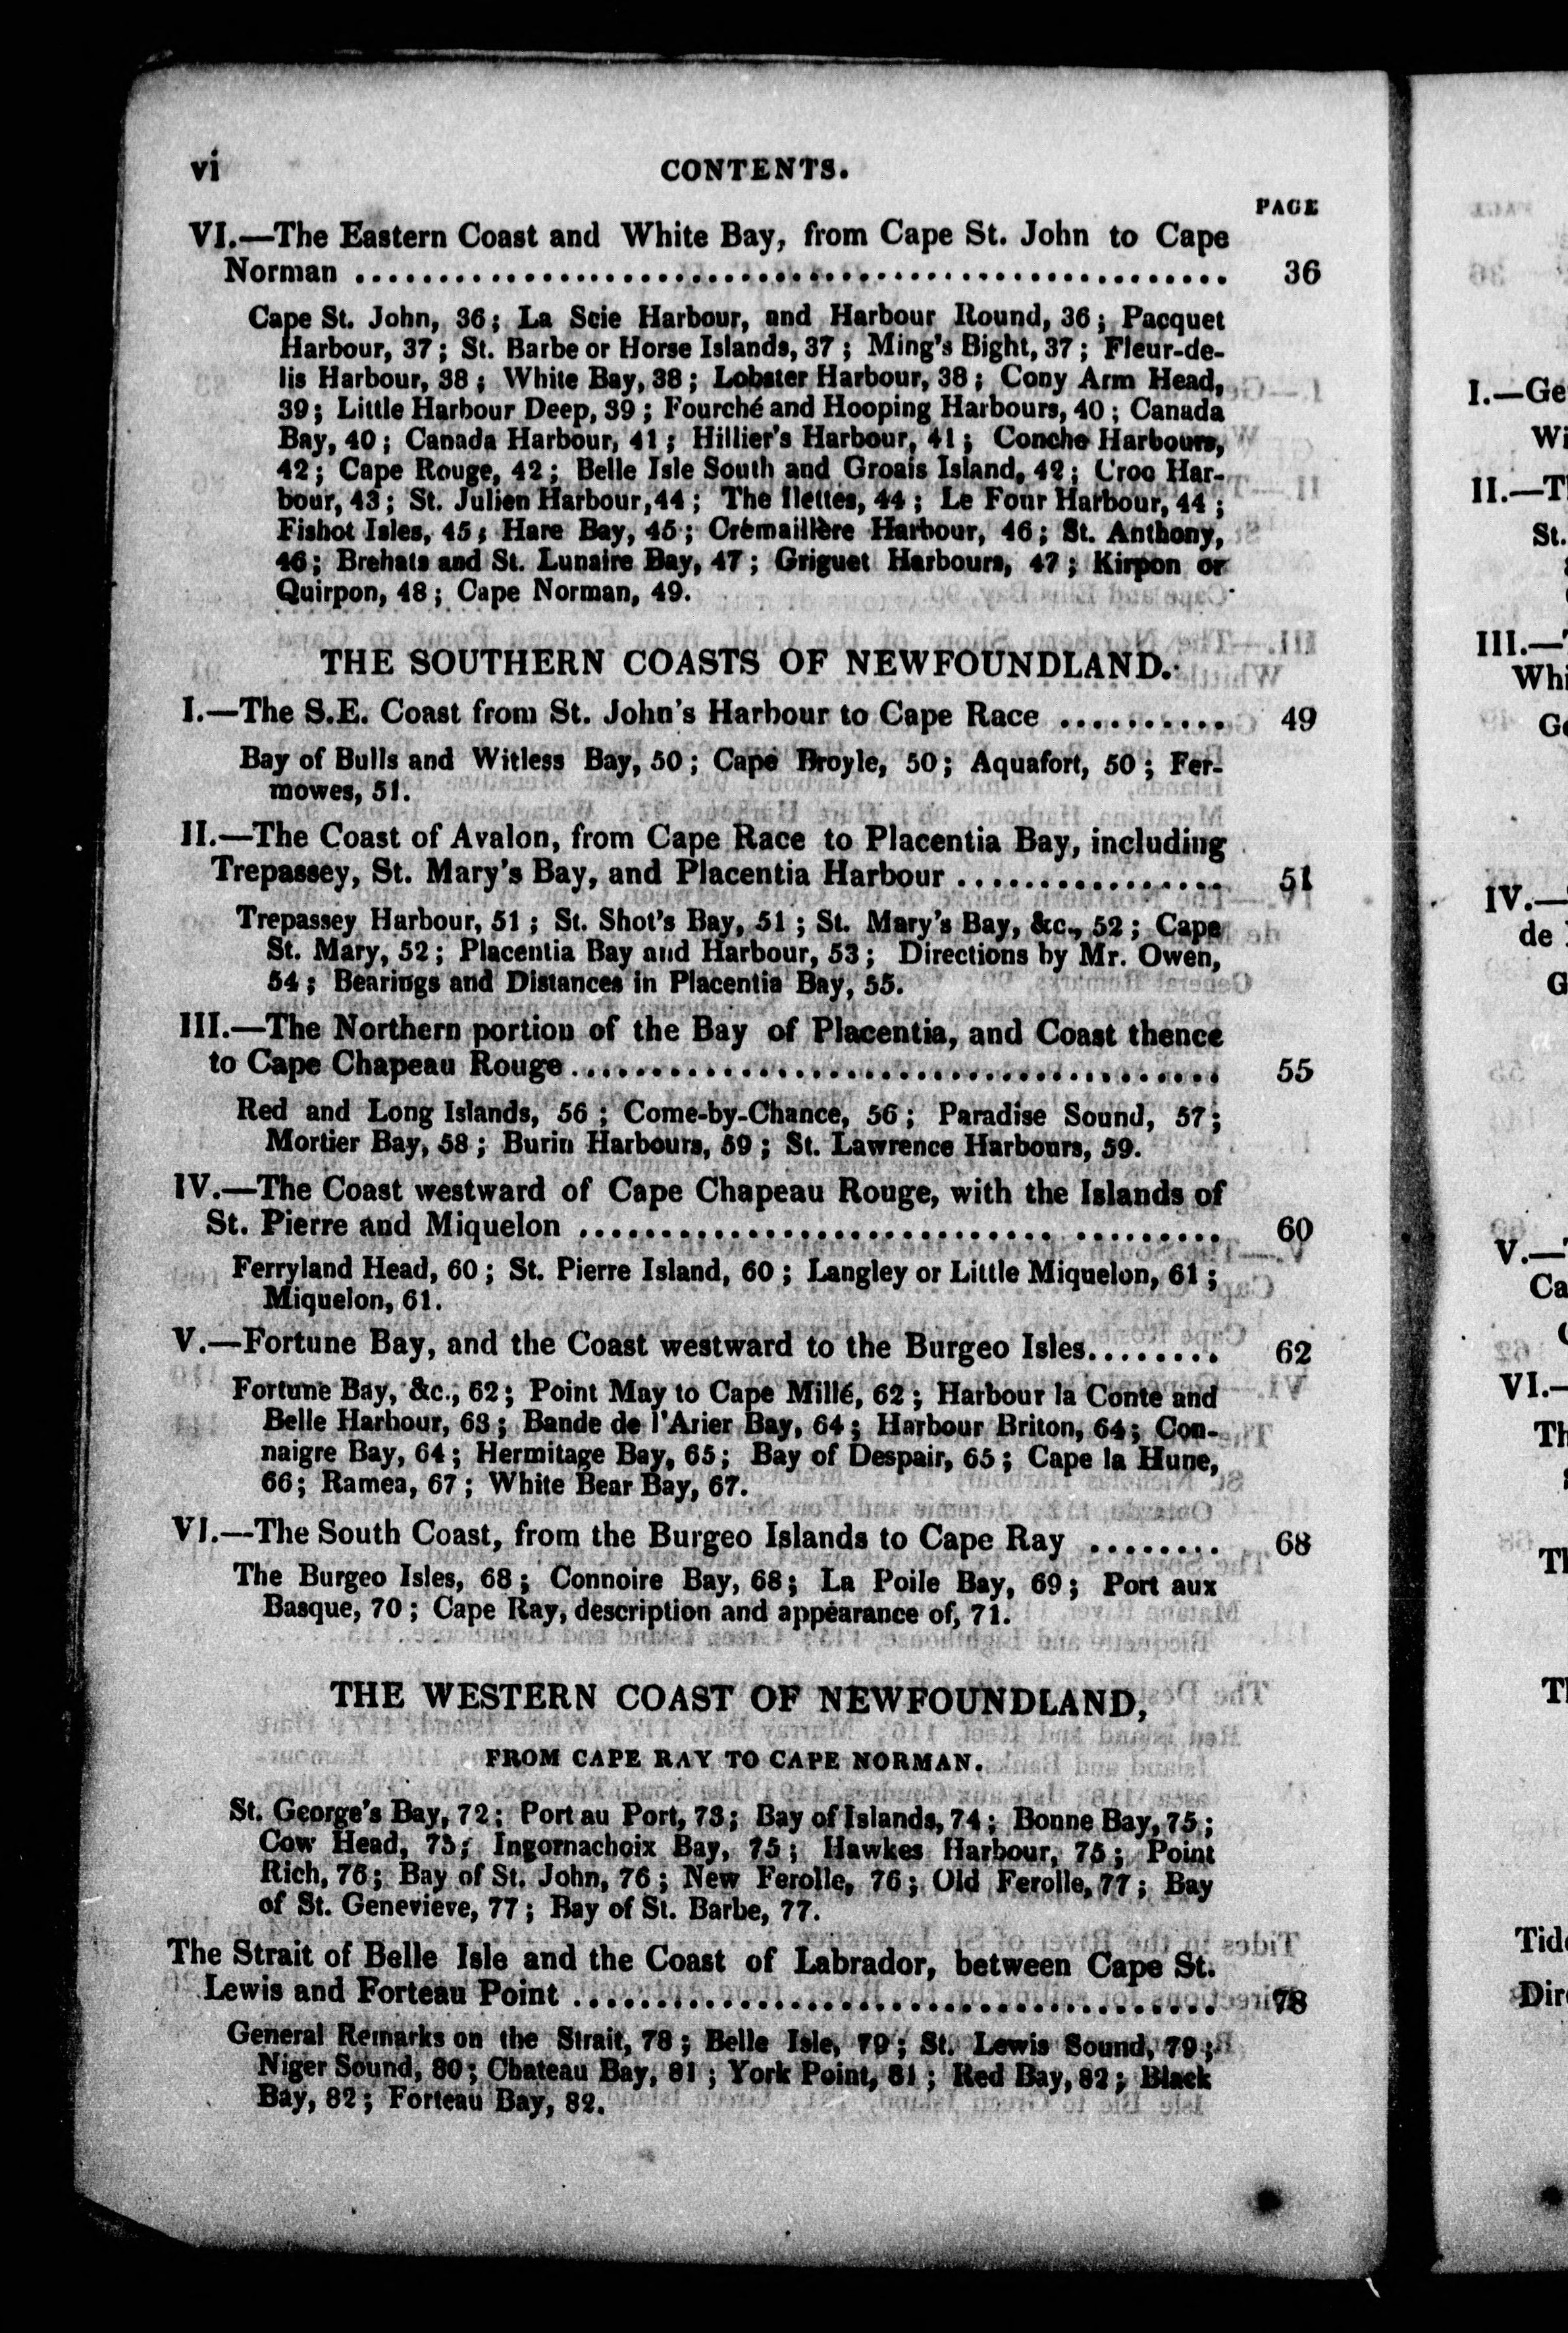 vi
CONTENTS.
PAGE
VI.—The Eastern Coast and White Bay, from Cape St. John to Cape
Norman ........................................................ 36
Cape St. John, 36; La Scie Harbour, and Harbour Round, 36; Pacquet
Harbour, 37; St. Barbe or Horse Islands, 37; Ming's Bight, 37; Fleur-de-
lis Harbour, 38; White Bay, 38; Lobster Harbour, 38; Cony Arm Head,
39; Little Harbour Deep, 39; Fourché and Hooping Harbours, 40; Canada
Bay, 40; Canada Harbour, 41; Hillier's Harbour, 41; Conche Harbours,
42; Cape Rouge, 42; Belle Isle South and Groais Island, 42; Croc Har-
bour, 43; St. Julien Harbour, 44; The Ilettes, 44; Le Four Harbour, 44;
Fishot Isles, 45; Hare Bay, 45; Crémaillère Harbour, 46; St. Anthony,
46; Brehats and St. Lunaire Bay, 47; Griguet Harbours, 47; Kirpon or
Quirpon, 48; Cape Norman, 49.
THE SOUTHERN COASTS OF NEWFOUNDLAND.
I.—The S.E. Coast from St. John's Harbour to Cape Race .......... 49
Bay of Bulls and Witless Bay, 50; Cape Broyle, 50; Aquafort, 50; Fer-
mowes, 51.
II.—The Coast of Avalon, from Cape Race to Placentia Bay, including
Trepassey, St. Mary's Bay, and Placentia Harbour ................ 51
Trepassey Harbour, 51; St. Shot's Bay, 51; St. Mary's Bay, &c., 52; Cape
St. Mary, 52; Placentia Bay and Harbour, 53; Directions by Mr. Owen,
54; Bearings and Distances in Placentia Bay, 55.
III.—The Northern portion of the Bay of Placentia, and Coast thence
to Cape Chapeau Rouge........................................ 55
Red and Long Islands, 56; Come-by-Chance, 56; Paradise Sound, 57;
Mortier Bay, 58; Burin Harbours, 59; St. Lawrence Harbours, 59.
IV.—The Coast westward of Cape Chapeau Rouge, with the Islands of
St. Pierre and Miquelon ...................................... 60
Ferryland Head, 60; St. Pierre Island, 60; Langley or Little Miquelon, 61;
Miquelon, 61.
V.—Fortune Bay, and the Coast westward to the Burgeo Isles........ 62
Fortune Bay, &c., 62; Point May to Cape Millé, 62; Harbour la Conte and
Belle Harbour, 63; Bande de l'Arier Bay, 64; Harbour Briton, 64; Con-
naigre Bay, 64; Hermitage Bay, 65; Bay of Despair, 65; Cape la Hune,
66; Ramea, 67; White Bear Bay, 67.
VI.—The South Coast, from the Burgeo Islands to Cape Ray ........ 68
The Burgeo Isles, 68; Connoire Bay, 68; La Poile Bay, 69; Port aux
Basque, 70; Cape Ray, description and appearance of, 71.
THE WESTERN COAST OF NEWFOUNDLAND,
FROM CAPE RAY TO CAPE NORMAN.
St. George's Bay, 72; Port au Port, 73; Bay of Islands, 74; Bonne Bay, 75;
Cow Head, 75; Ingornachoix Bay, 75; Hawkes Harbour, 75; Point
Rich, 76; Bay of St. John, 76; New Ferolle, 76; Old Ferolle, 77; Bay
of St. Genevieve, 77; Bay of St. Barbe, 77.
The Strait of Belle Isle and the Coast of Labrador, between Cape St.
Lewis and Forteau Point ...................................... 78
General Remarks on the Strait, 78; Belle Isle, 79; St. Lewis Sound, 79;
Niger Sound, 80; Chateau Bay, 81; York Point, 81; Red Bay, 82; Black
Bay, 82; Forteau Bay, 82.
I.—Ge
Wi
II.—T
St.
III.—
Whi
Ge
IV.—
de
G
V.—
Ca
VI.—
Th
Th
Tide
Dire